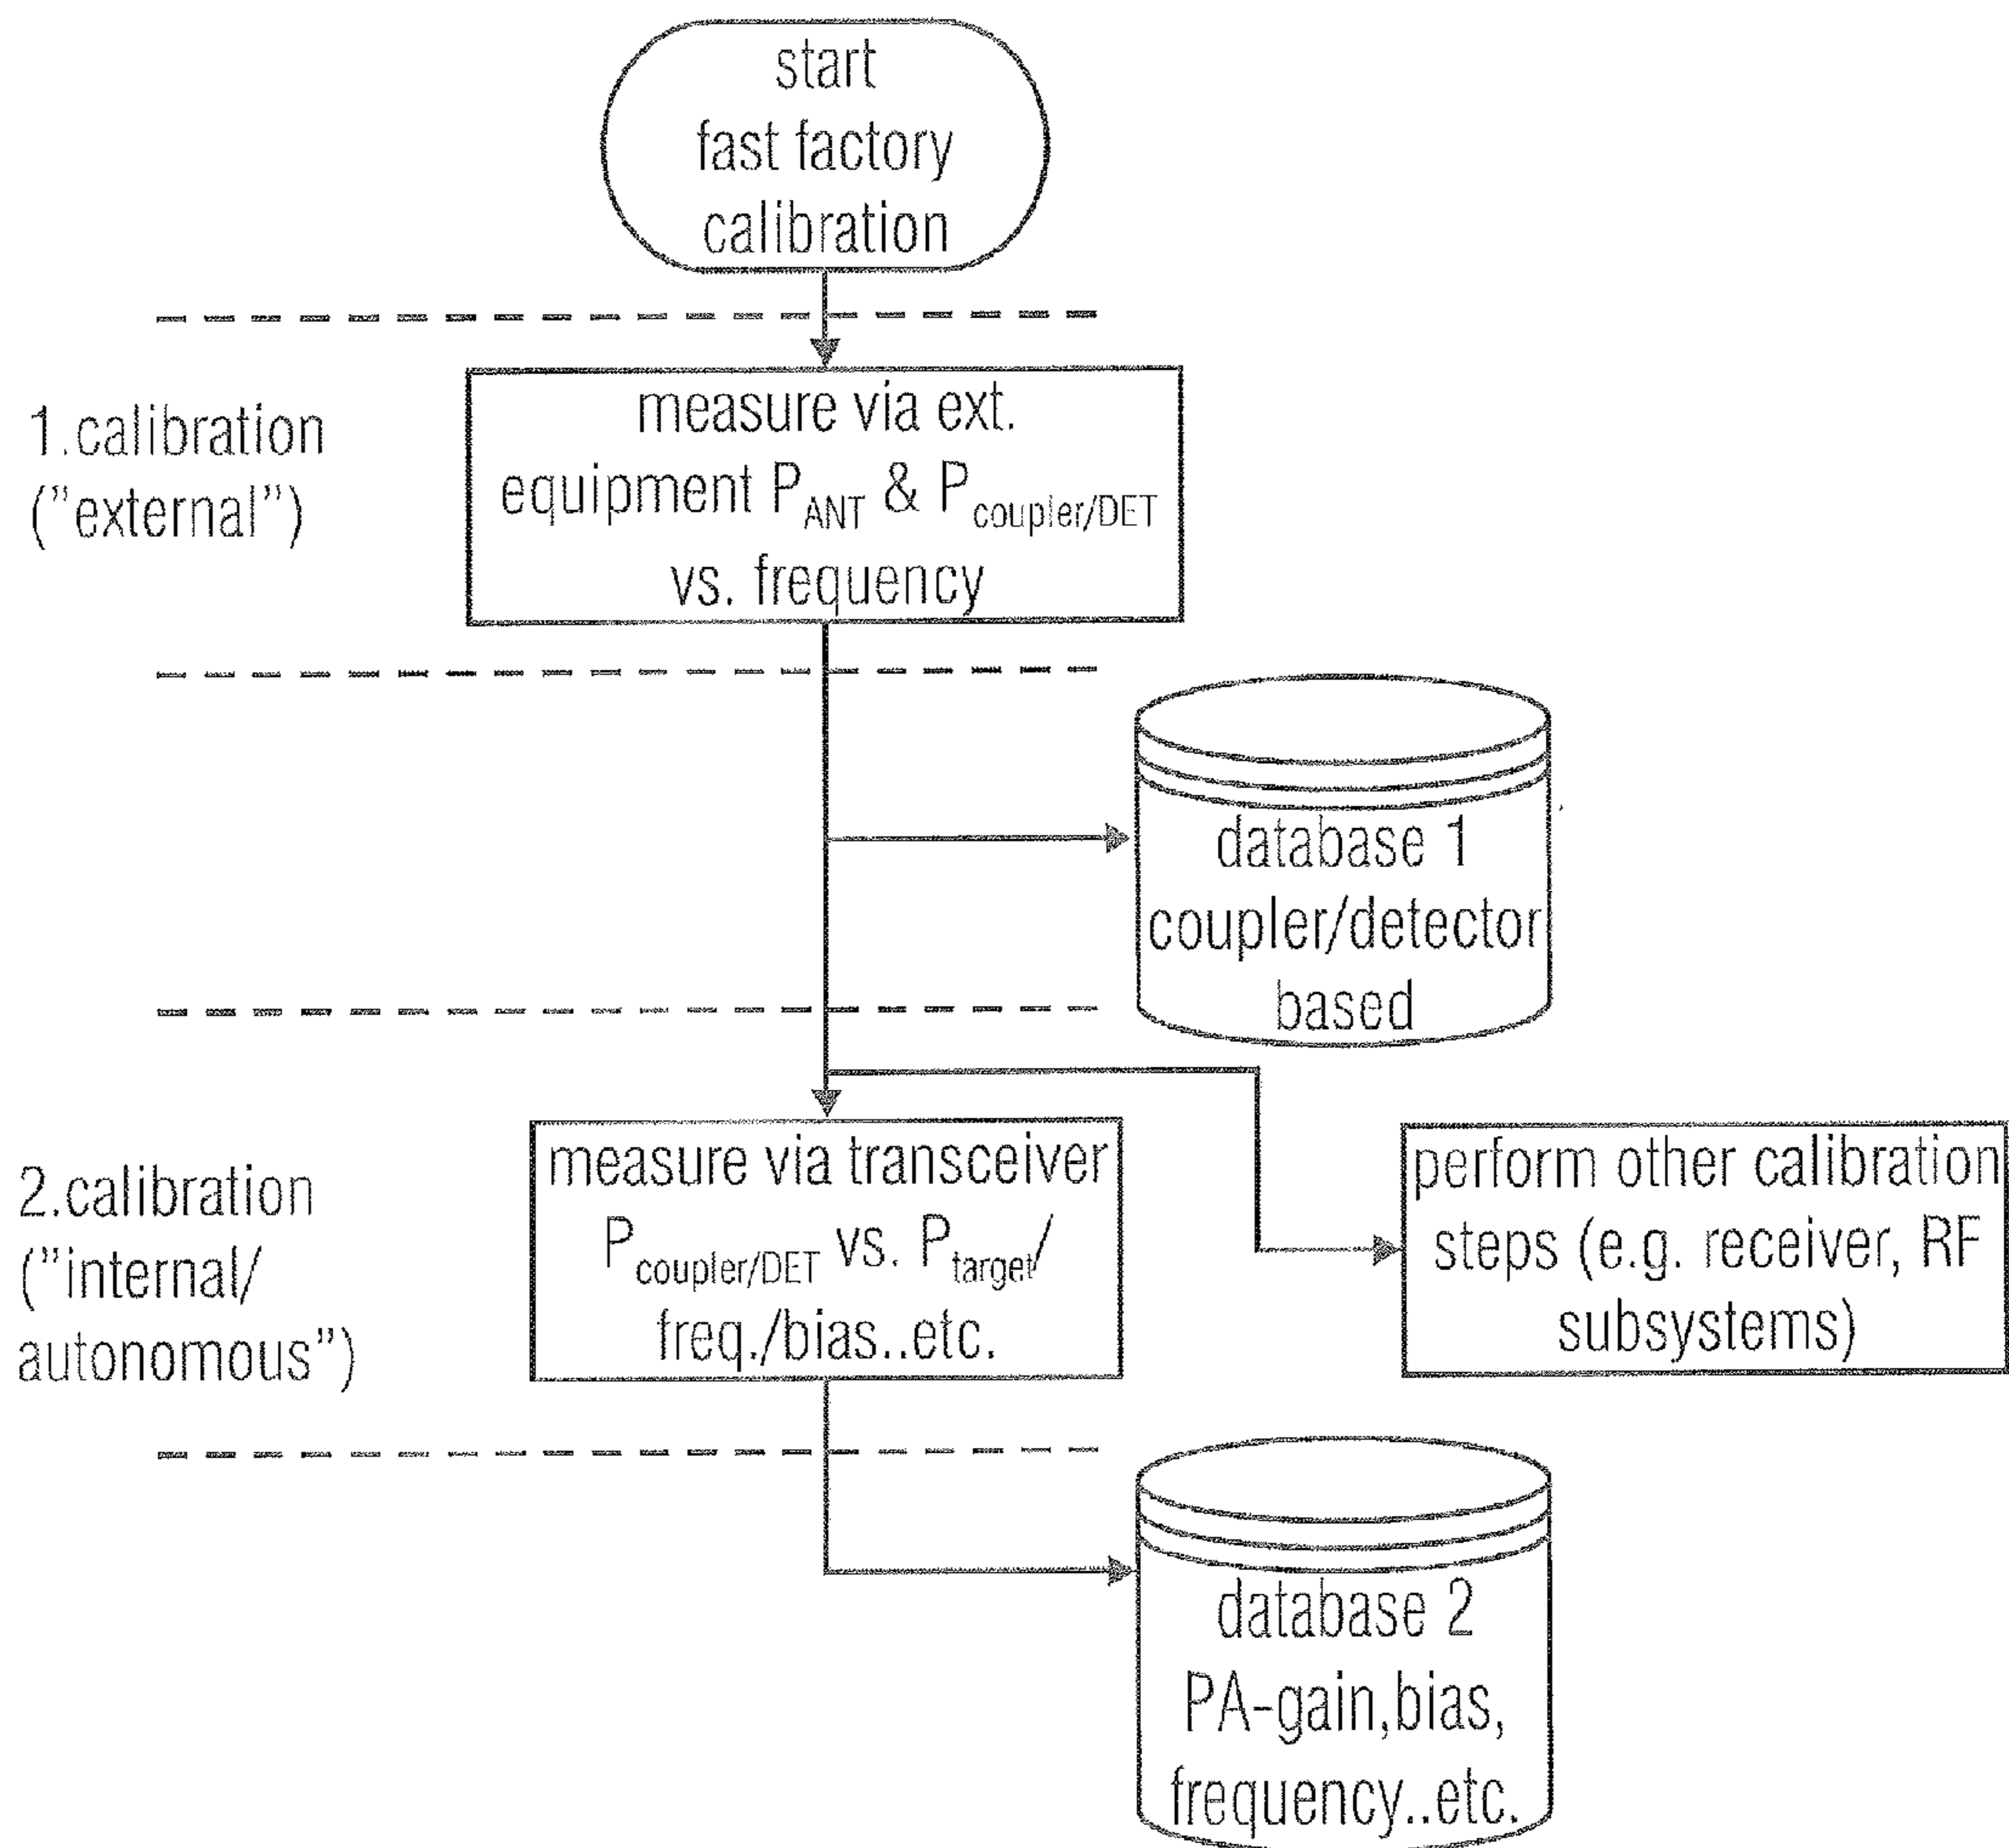 start
fast factory
calibration
1.calibration
("external")
measure via ext.
equipment P_ANT & P_coupler/DET
vs. frequency
database 1
coupler/detector
based
2.calibration
("internal/
autonomous")
measure via transceiver
P_coupler/DET vs. P_target/
freq./bias..etc.
perform other calibration
steps (e.g. receiver, RF
subsystems)
database 2
PA-gain,bias,
frequency..etc.